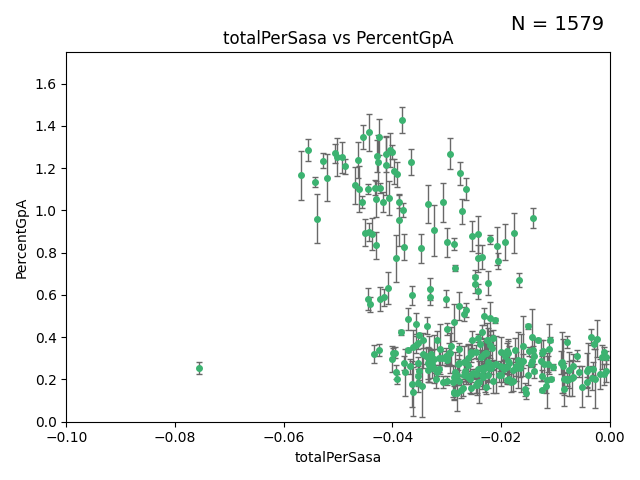 N = 1579
totalPerSasa vs PercentGpA
PercentGpA
1.6
1.4
1.2
1.0
0.8
0.6
0.4
0.2
0.0
−0.10 −0.08 −0.06 −0.04 −0.02 0.00
totalPerSasa